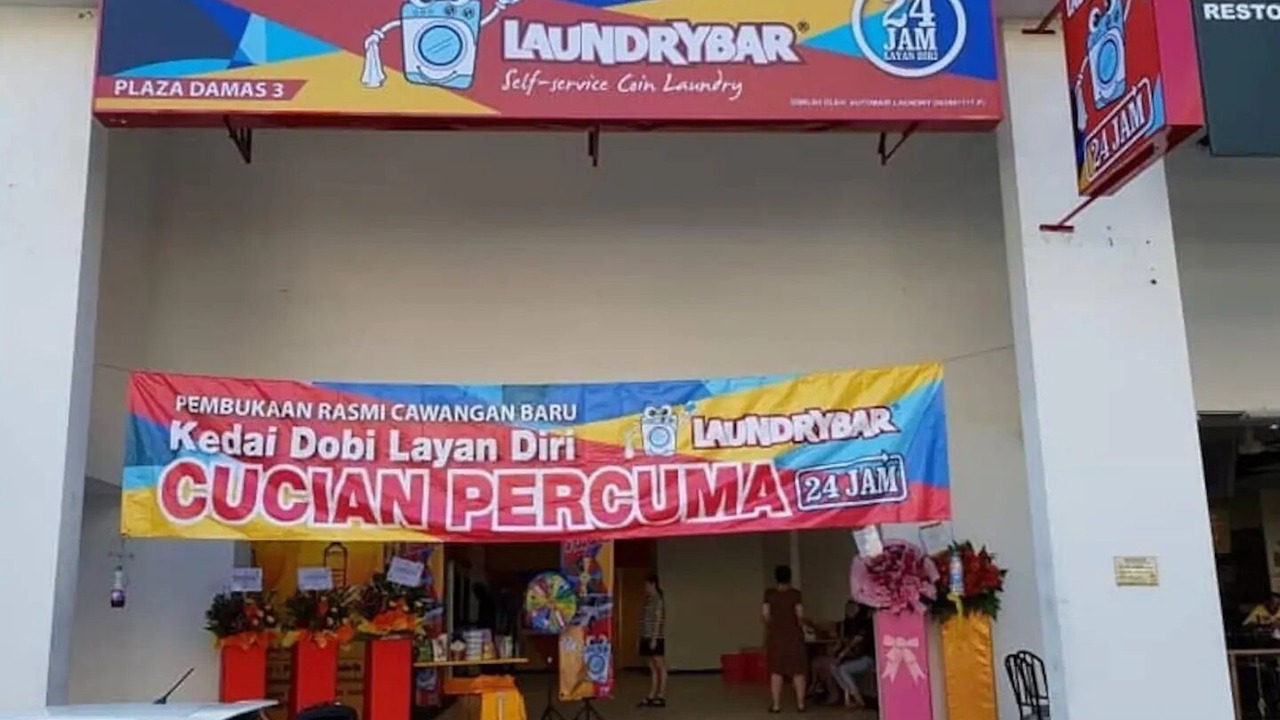 LAUNDRYBAR®
Self-service Coin Laundry
24
JAM
LAYAN DIRI
PLAZA DAMAS 3
24 JAM
RESTO
PEMBUKAAN RASMI CAWANGAN BARU
Kedai Dobi Layan Diri
CUCIAN PERCUMA
LAUNDRYBAR
24 JAM